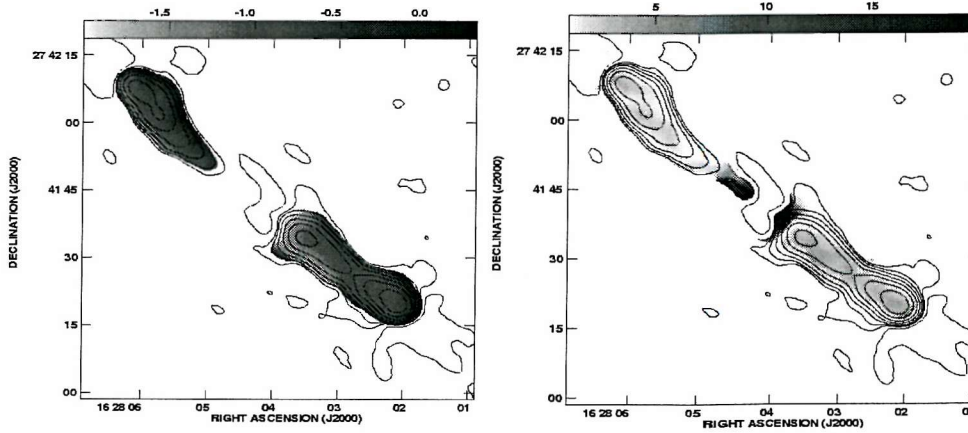 -1.5 -1.0 -0.5 0.0
27 42 15
00
41 45
30
15
00
DECLINATION (J2000)
16 28 06 05 04 03 02 01
RIGHT ASCENSION (J2000)
5 10 15
27 42 15
00
41 45
30
15
00
DECLINATION (J2000)
16 28 06 05 04 03 02 0
RIGHT ASCENSION (J2000)